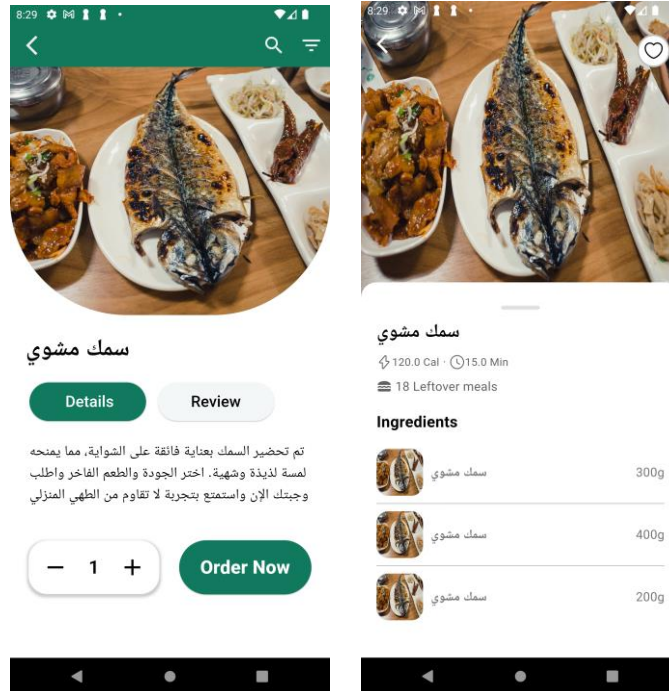 8:29
سمك مشوي
Details
Review
تم تحضير السمك بعناية فائقة على الشواية، مما يمنحه
لمسة لذيذة وشهية. اختر الجودة والطعم الفاخر واطلب
وجبتك الإن واستمتع بتجربة لا تقاوم من الطهي المنزلي
1
Order Now
8:29
سمك مشوي
120.0 Cal · 15.0 Min
18 Leftover meals
Ingredients
سمك مشوي 300g
سمك مشوي 400g
سمك مشوي 200g